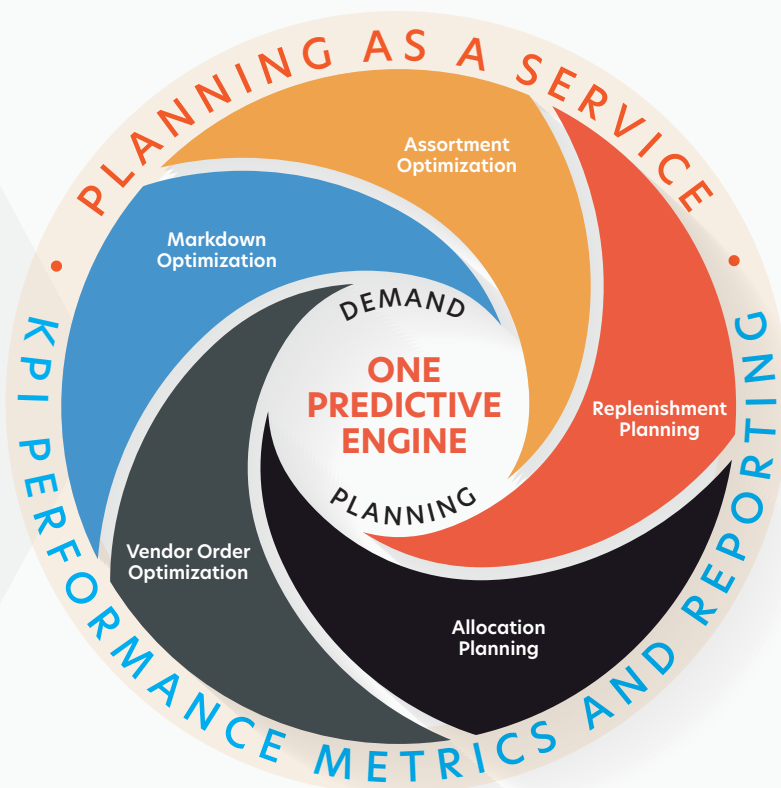 PLANNING AS A SERVICE
Assortment
Optimization
Markdown
Optimization
DEMAND
ONE
PREDICTIVE
ENGINE
PLANNING
Replenishment
Planning
Vendor Order
Optimization
Allocation
Planning
KPI PERFORMANCE METRICS AND REPORTING